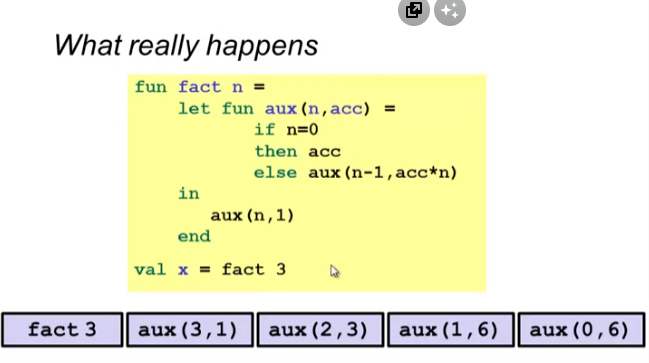 What really happens
fun fact n =
let fun aux(n,acc) =
if n=0
then acc
else aux(n-1,acc*n)
in
aux(n,1)
end
val x = fact 3
fact 3 aux(3,1) aux(2,3) aux(1,6) aux(0,6)